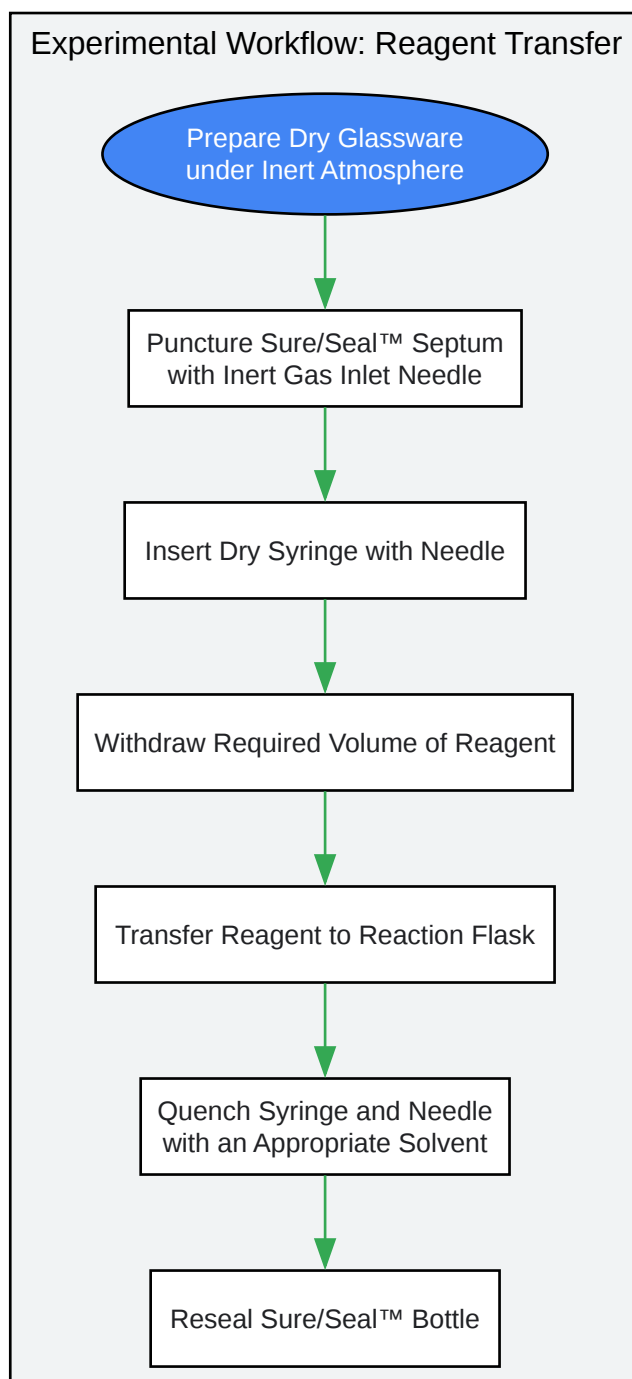 Experimental Workflow: Reagent Transfer
Prepare Dry Glassware
under Inert Atmosphere
Puncture Sure/Seal™ Septum
with Inert Gas Inlet Needle
Insert Dry Syringe with Needle
Withdraw Required Volume of Reagent
Transfer Reagent to Reaction Flask
Quench Syringe and Needle
with an Appropriate Solvent
Reseal Sure/Seal™ Bottle